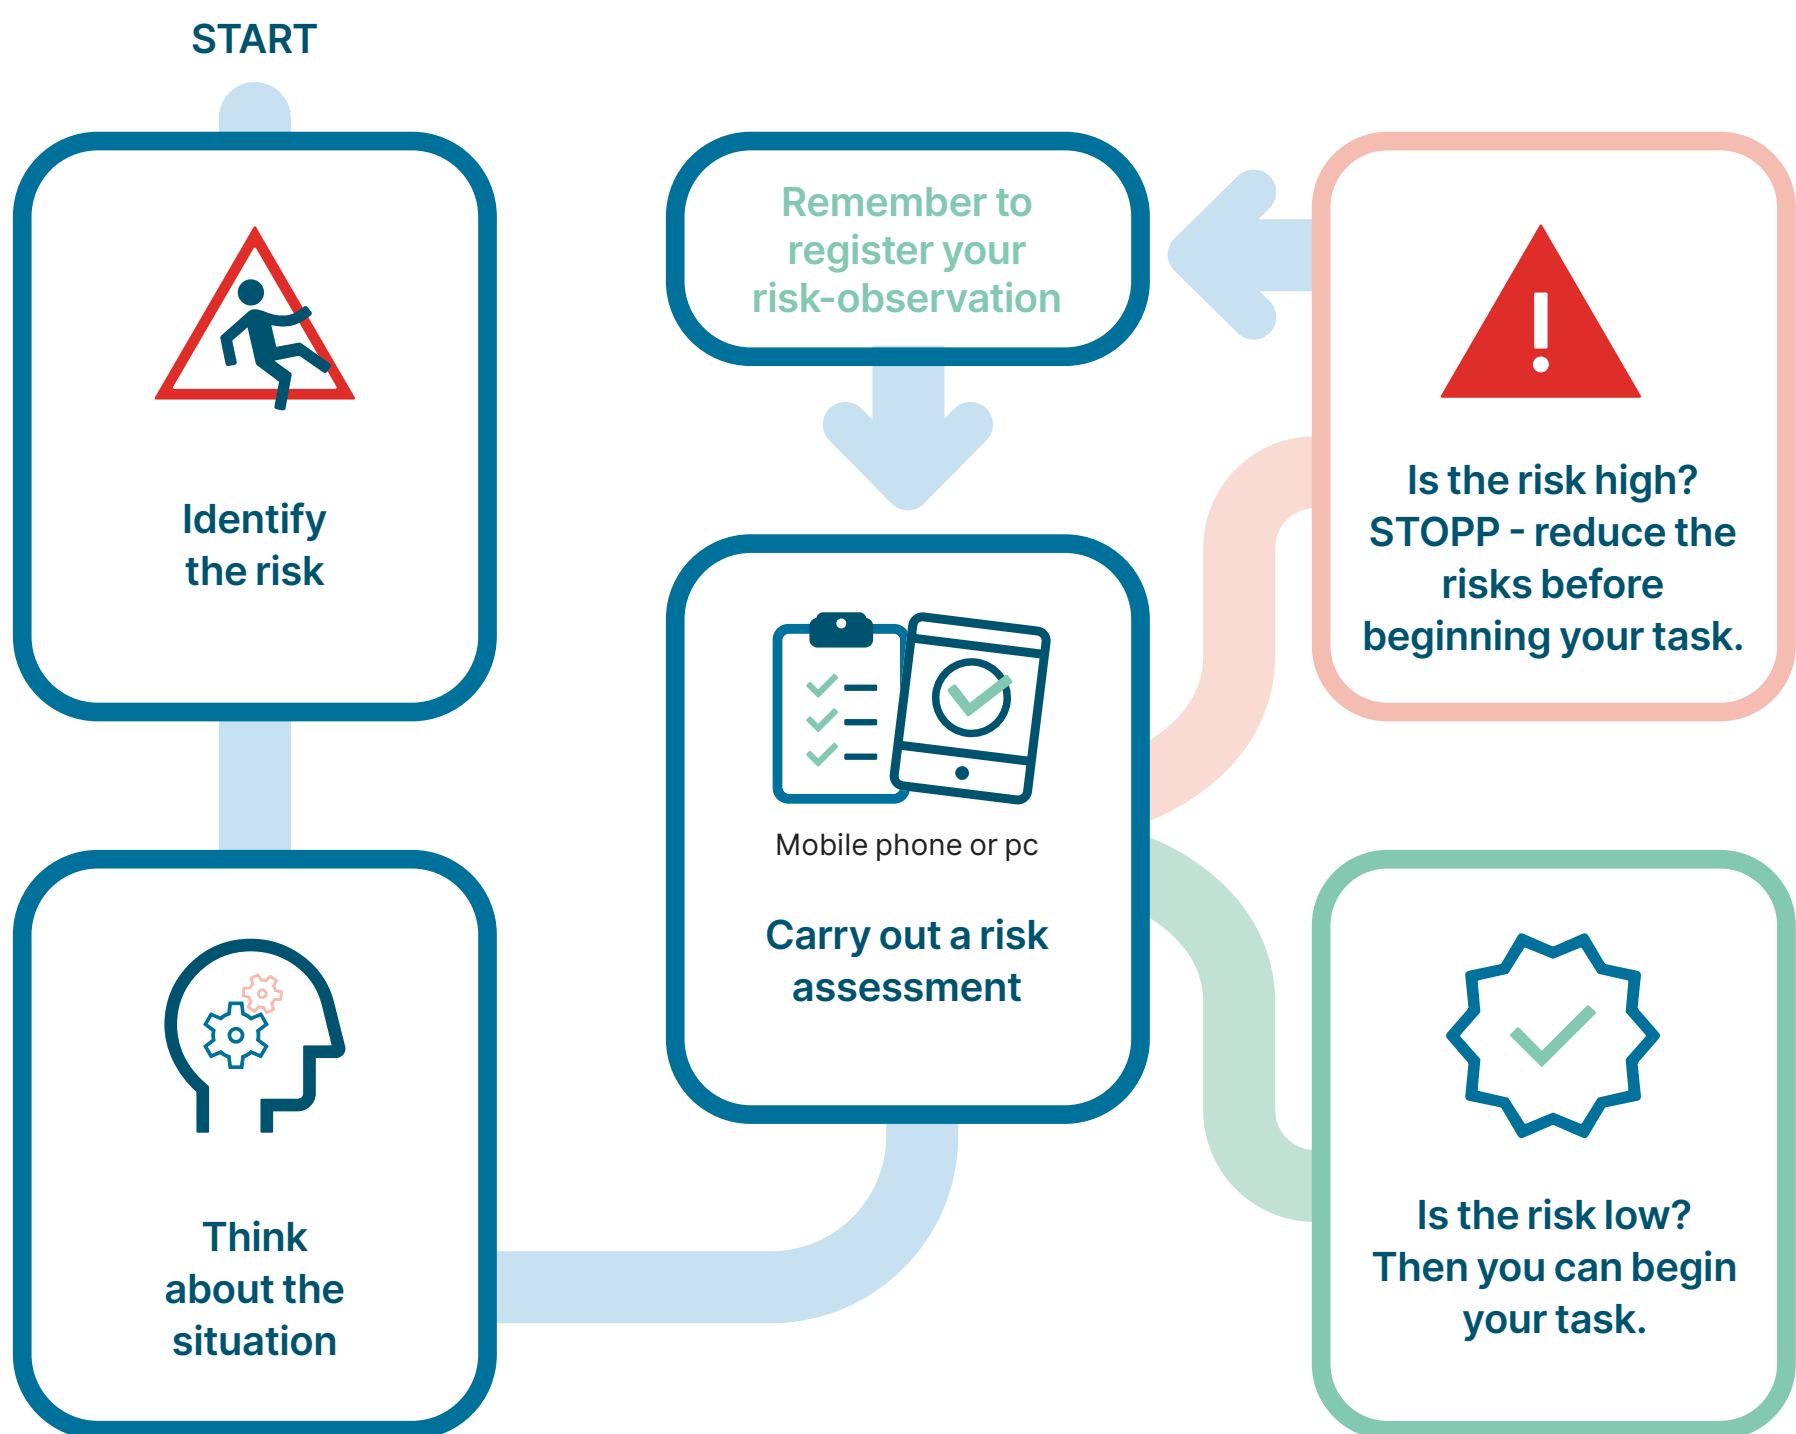 START
Identify
the risk
Think
about the
situation
Remember to
register your
risk-observation
Mobile phone or pc
Carry out a risk
assessment
Is the risk high?
STOPP - reduce the
risks before
beginning your task.
Is the risk low?
Then you can begin
your task.